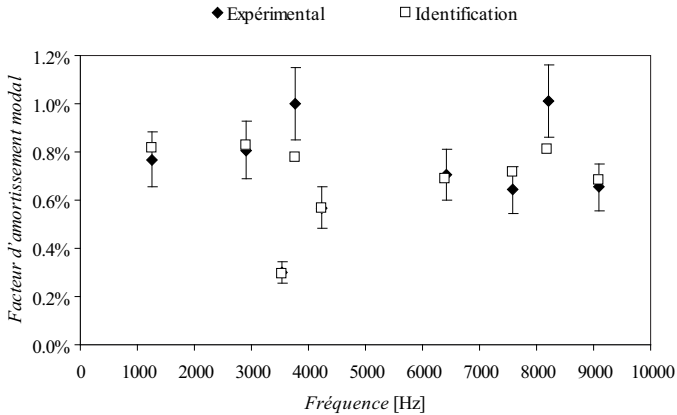 Expérimental
Identification
Facteur d'amortissement modal
1.2%
1.0%
0.8%
0.6%
0.4%
0.2%
0.0%
0 1000 2000 3000 4000 5000 6000 7000 8000 9000 10000
Fréquence [Hz]